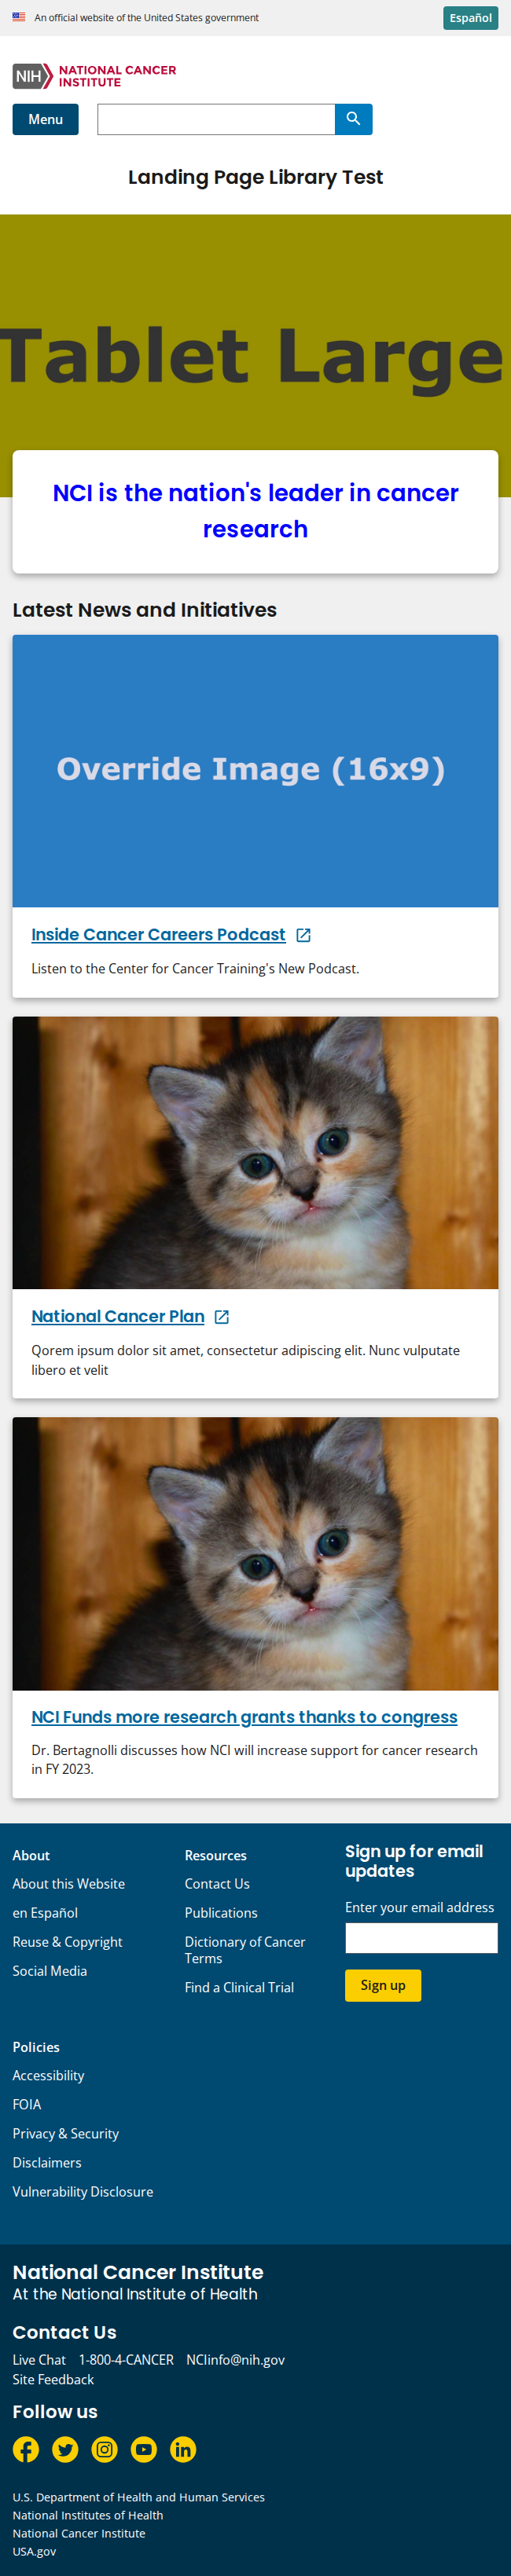 An official website of the United States government
Español
NIH NATIONAL CANCER
INSTITUTE
Menu
Landing Page Library Test
Tablet Large
NCI is the nation's leader in cancer
research
Latest News and Initiatives
Override Image (16x9)
Inside Cancer Careers Podcast
Listen to the Center for Cancer Training's New Podcast.
National Cancer Plan
Qorem ipsum dolor sit amet, consectetur adipiscing elit. Nunc vulputate
libero et velit
NCI Funds more research grants thanks to congress
Dr. Bertagnolli discusses how NCI will increase support for cancer research
in FY 2023.
About
About this Website
en Español
Reuse & Copyright
Social Media
Resources
Contact Us
Publications
Dictionary of Cancer
Terms
Find a Clinical Trial
Sign up for email
updates
Enter your email address
Sign up
Policies
Accessibility
FOIA
Privacy & Security
Disclaimers
Vulnerability Disclosure
National Cancer Institute
At the National Institute of Health
Contact Us
Live Chat 1-800-4-CANCER NCIinfo@nih.gov
Site Feedback
Follow us
U.S. Department of Health and Human Services
National Institutes of Health
National Cancer Institute
USA.gov